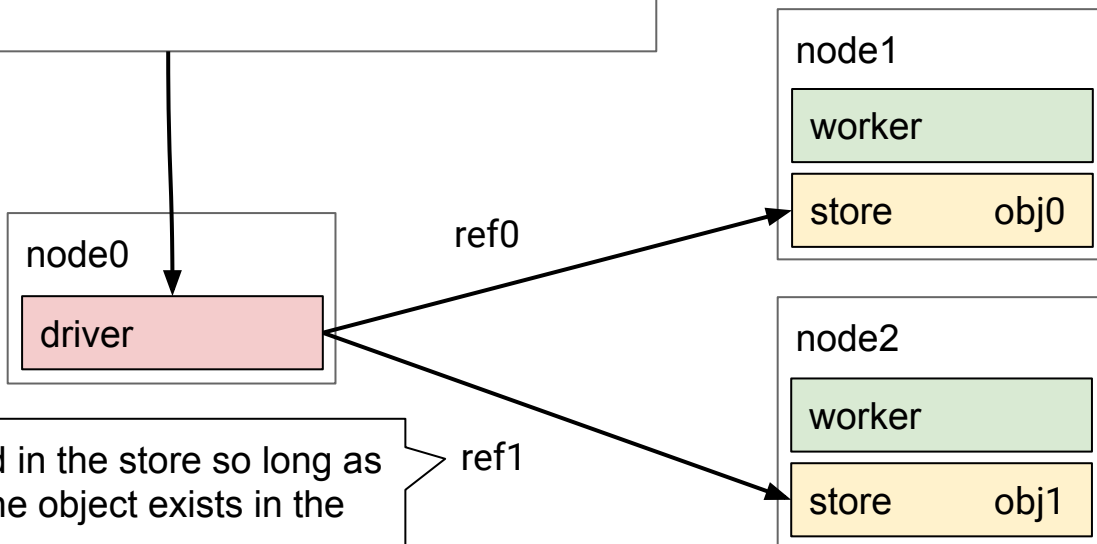 node1
worker
store obj0
ref0
node0
driver
node2
worker
store obj1
ref1
in the store so long as
object exists in the